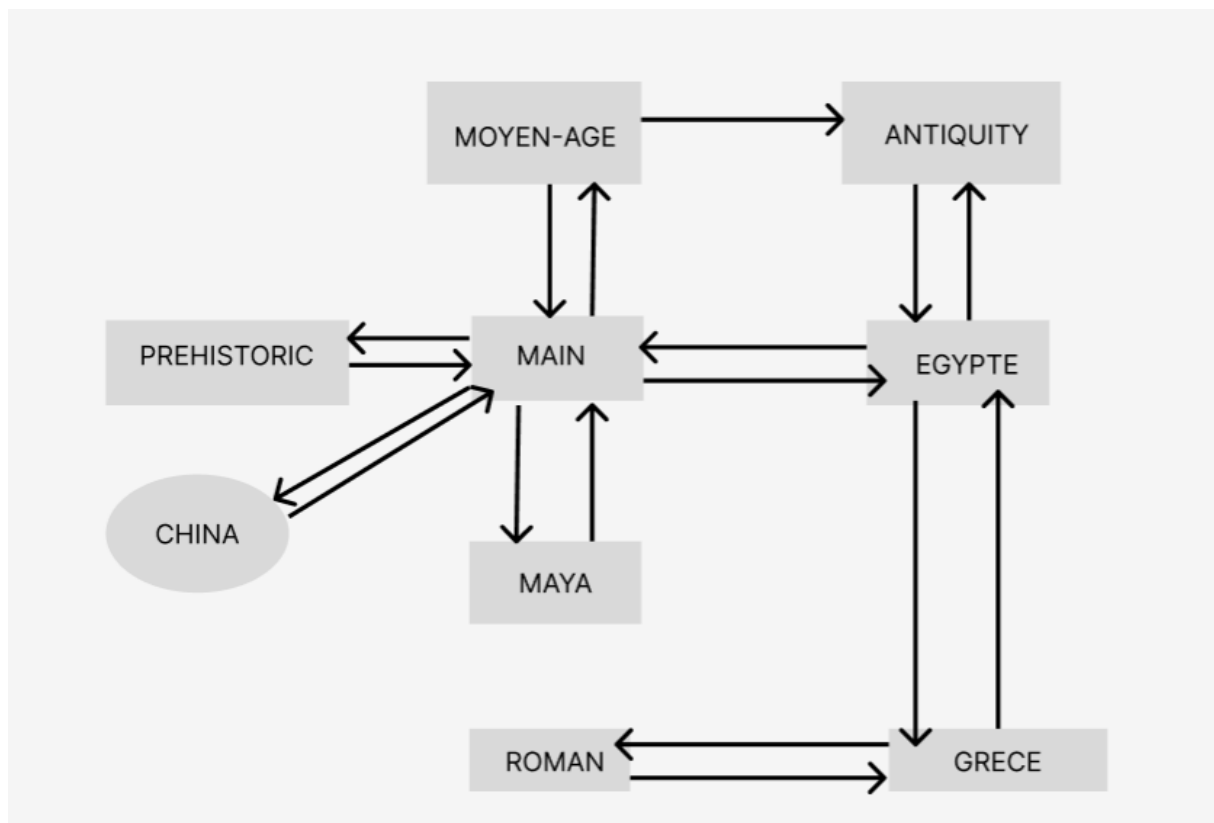 MOYEN-AGE
ANTIQUITY
PREHISTORIC
MAIN
EGYPTE
CHINA
MAYA
ROMAN
GRECE